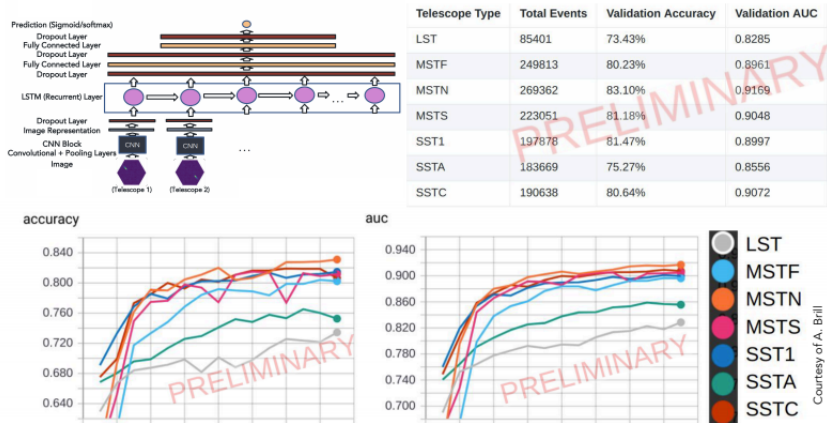 Prediction (Sigmoid/softmax)
Dropout Layer
Fully Connected Layer
Dropout Layer
Fully Connected Layer
Dropout Layer
LSTM (Recurrent) Layer
...
Dropout Layer
Image Representation
CNN Block
Convolutional + Pooling Layers
Image
CNN CNN ...
(Telescope 1) (Telescope 2)
Telescope Type Total Events Validation Accuracy Validation AUC
LST 85401 73.43% 0.8285
MSTF 249813 80.23% 0.8961
MSTN 269362 83.10% 0.9169
MSTS 223051 81.18% 0.9048
SST1 197878 81.47% 0.8997
SSTA 183669 75.27% 0.8556
SSTC 190638 80.64% 0.9072
PRELIMINARY
accuracy
0.840
0.800
0.760
0.720
0.680
0.640
PRELIMINARY
auc
0.940
0.900
0.860
0.820
0.780
0.740
0.700
PRELIMINARY
LST
MSTF
MSTN
MSTS
SST1
SSTA
SSTC
Courtesy of A. Brill